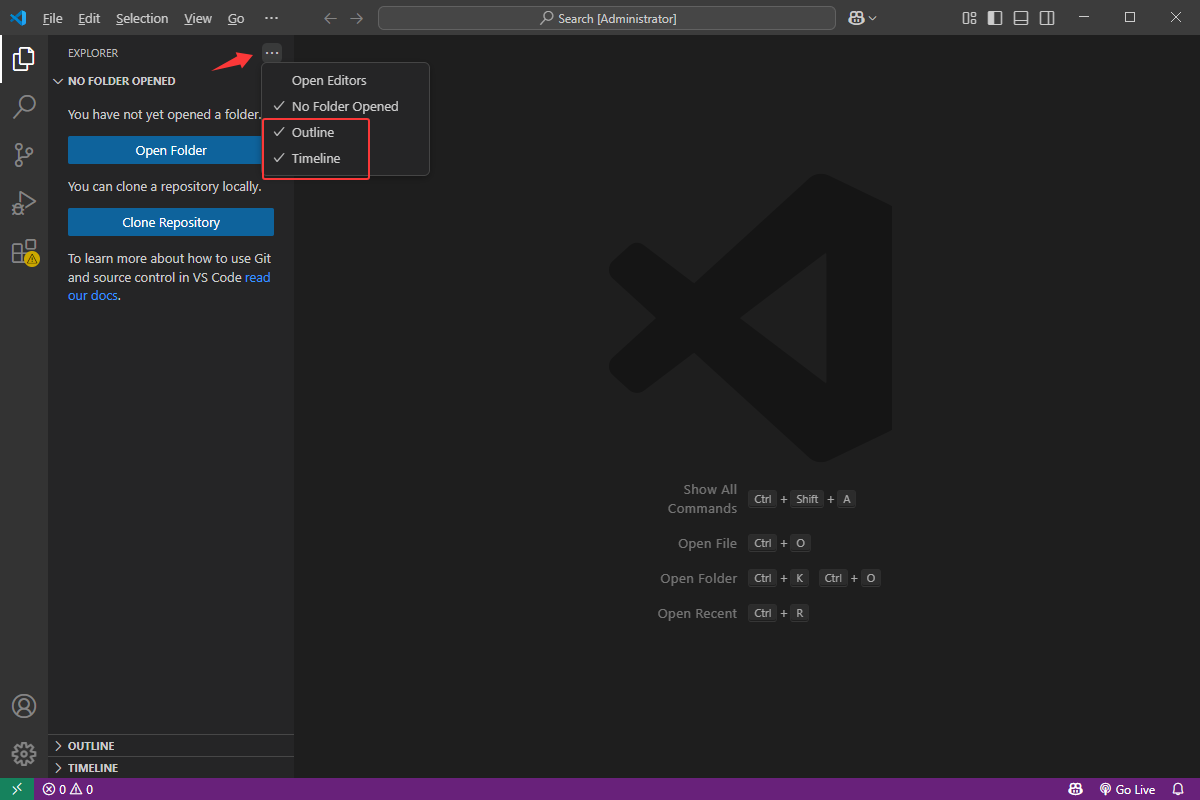 File Edit Selection View Go ···
Search [Administrator]
EXPLORER
NO FOLDER OPENED
You have not yet opened a folder.
Open Folder
You can clone a repository locally.
Clone Repository
To learn more about how to use Git
and source control in VS Code read
our docs.
Open Editors
No Folder Opened
Outline
Timeline
Show All
Commands Ctrl + Shift + A
Open File Ctrl + O
Open Folder Ctrl + K Ctrl + O
Open Recent Ctrl + R
OUTLINE
TIMELINE
0 0 Go Live